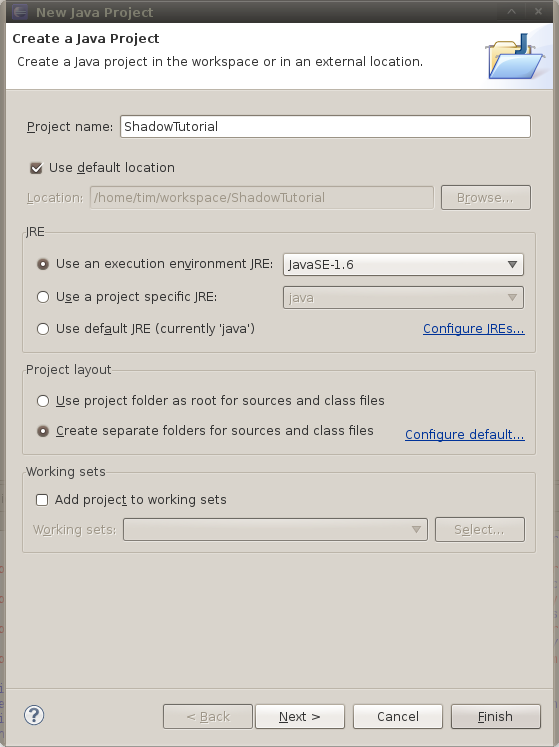 New Java Project
Create a Java Project
Create a Java project in the workspace or in an external location.
Project name: ShadowTutorial
Use default location
Location: /home/tim/workspace/ShadowTutorial Browse...
JRE
Use an execution environment JRE: JavaSE-1.6
Use a project specific JRE: java
Use default JRE (currently 'java') Configure JREs...
Project layout
Use project folder as root for sources and class files
Create separate folders for sources and class files Configure default...
Working sets
Add project to working sets
Working sets: Select...
? < Back Next > Cancel Finish